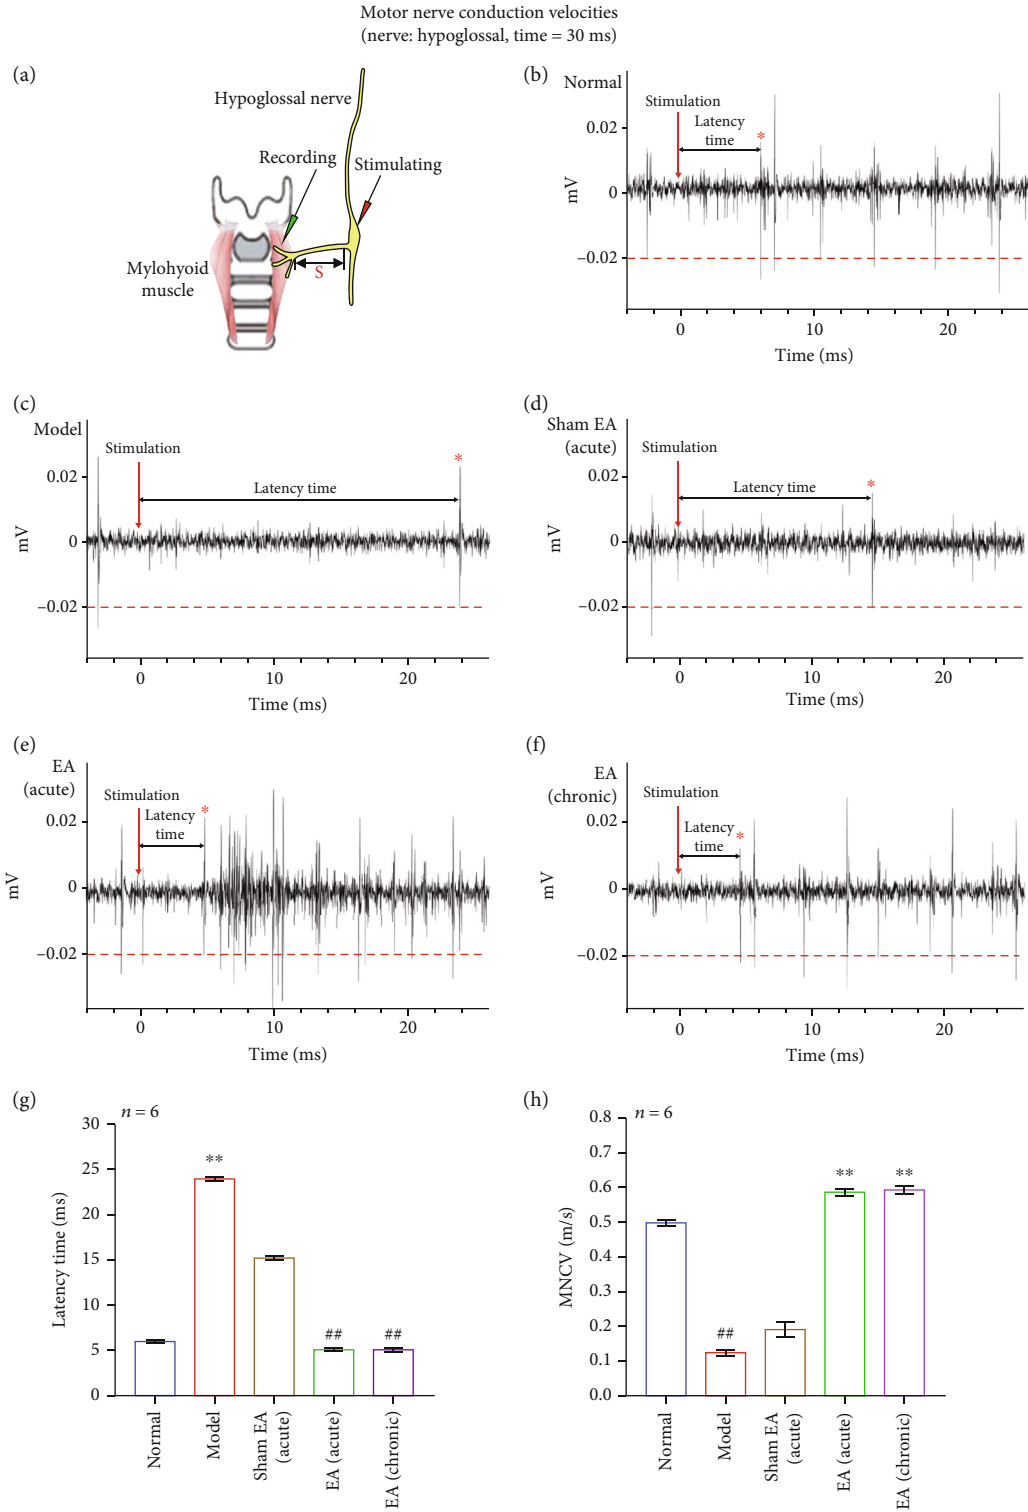 Motor nerve conduction velocities
(nerve: hypoglossal, time = 30 ms)
(a)
Hypoglossal nerve
Recording
Stimulating
Mylohyoid
muscle
S
(b)
Normal
Stimulation
Latency
time
*
0.02
0
−0.02
mV
0
10
20
Time (ms)
(c)
Model
Stimulation
*
Latency time
0.02
0
−0.02
mV
0
10
20
Time (ms)
(d)
Sham EA
(acute)
Stimulation
*
Latency time
0.02
0
−0.02
mV
0
10
20
Time (ms)
(e)
EA
(acute)
Stimulation
Latency
time
*
0.02
0
−0.02
mV
0
10
20
Time (ms)
(f)
EA
(chronic)
Stimulation
Latency
time
*
0.02
0
−0.02
mV
0
10
20
Time (ms)
(g)
n = 6
30
25
20
15
10
5
0
Latency time (ms)
**
##
##
Normal
Model
Sham EA
(acute)
EA (acute)
EA (chronic)
(h)
n = 6
0.8
0.7
0.6
0.5
0.4
0.3
0.2
0.1
0.0
MNCV (m/s)
##
**
**
Normal
Model
Sham EA
(acute)
EA (acute)
EA (chronic)